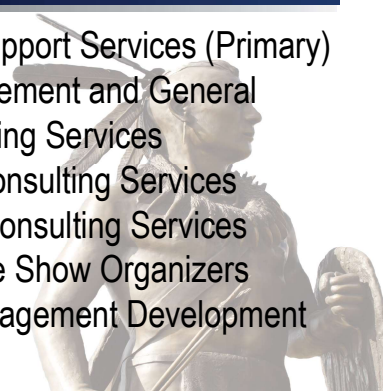 pport Services (Primary)
ement and General
ing Services
onsulting Services
onsulting Services
e Show Organizers
agement Development